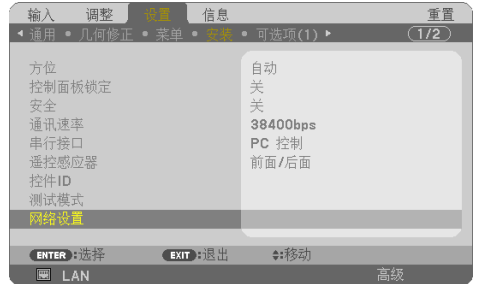 输入 调整 设置 信息 重置
◂ 通用 • 几何修正 • 菜单 • 安装 • 可选项(1) ▸ 1/2
方位 自动
控制面板锁定 关
安全 关
通讯速率 38400bps
串行接口 PC 控制
遥控感应器 前面/后面
控件ID
测试模式
网络设置
ENTER:选择 EXIT:退出 ♦:移动
LAN 高级